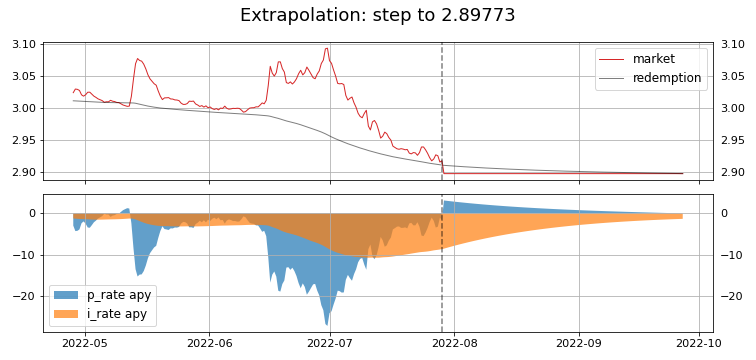 Extrapolation: step to 2.89773
3.10 3.10
market
redemption
3.05 3.05
3.00 3.00
2.95 2.95
2.90 2.90
0 0
−10 −10
−20 −20
p_rate apy
i_rate apy
2022-05 2022-06 2022-07 2022-08 2022-09 2022-10